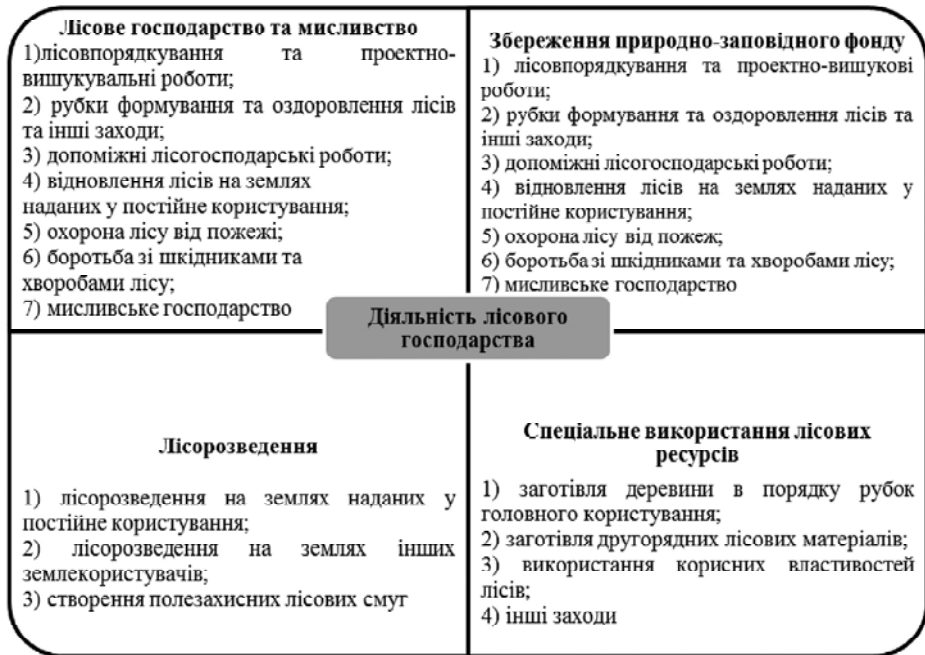 Лісове господарство та мисливство
1)лісовпорядкування та проектно-
вишукувальні роботи;
2) рубки формування та оздоровлення лісів
та інші заходи;
3) допоміжні лісогосподарські роботи;
4) відновлення лісів на землях
наданих у постійне користування;
5) охорона лісу від пожежі;
6) боротьба зі шкідниками та
хворобами лісу;
7) мисливське господарство
Збереження природно-заповідного фонду
1) лісовпорядкування та проектно-вишукові
роботи;
2) рубки формування та оздоровлення лісів та
інші заходи;
3) допоміжні лісогосподарські роботи;
4) відновлення лісів на землях наданих у
постійне користування;
5) охорона лісу від пожеж;
6) боротьба зі шкідниками та хворобами лісу;
7) мисливське господарство
Діяльність лісового
господарства
Лісорозведення
1) лісорозведення на землях наданих у
постійне користування;
2) лісорозведення на землях інших
землекористувачів;
3) створення полезахисних лісових смуг
Спеціальне використання лісових
ресурсів
1) заготівля деревини в порядку рубок
головного користування;
2) заготівля другорядних лісових матеріалів;
3) використання корисних властивостей
лісів;
4) інші заходи